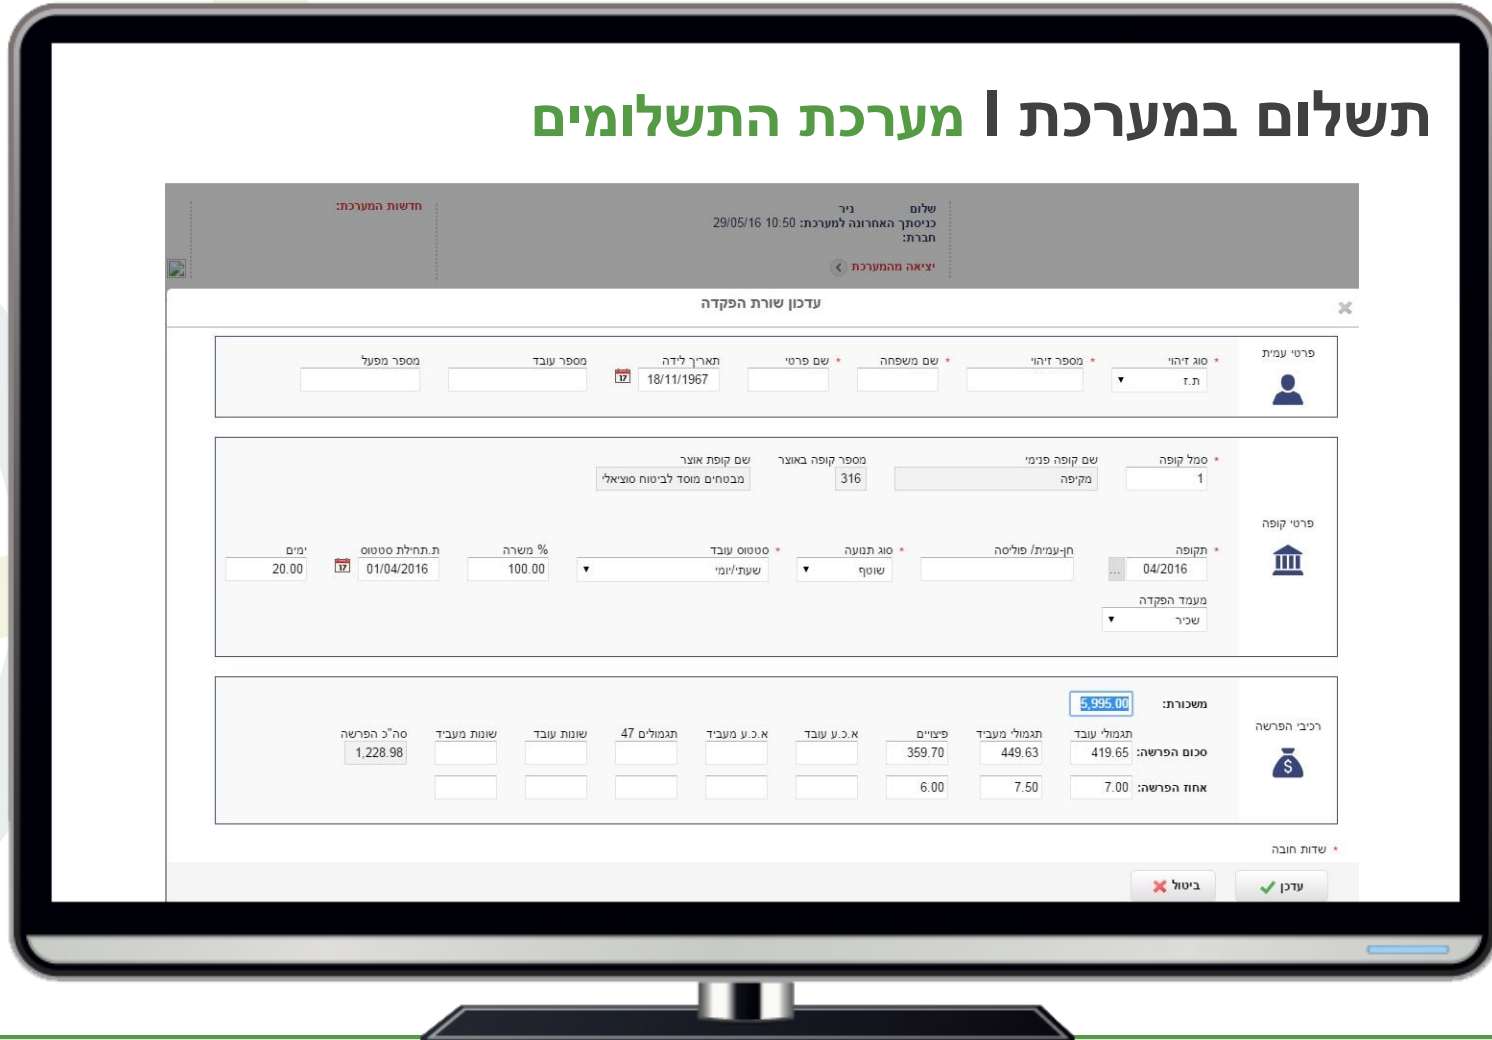 תשלום במערכת | מערכת התשלומים
שלום ניר
כניסתך האחרונה למערכת: 29/05/16 10:50
חברת:
יציאה מהמערכת
חדשות המערכת:
עדכון שורת הפקדה
פרטי עמית
* סוג זיהוי * מספר זיהוי * שם משפחה * שם פרטי תאריך לידה מספר עובד מספר מפעל
ת.ז 18/11/1967 17
* סמל קופה שם קופה פנימי מספר קופה באוצר שם קופת אוצר
1 מקיפה 316 מבטחים מוסד לביטוח סוציאלי
פרטי קופה
* תקופה חן-עמית/ פוליסה * סוג תנועה * סטטוס עובד % משרה ת.תחילת סטטוס ימים
04/2016 ... שוטף שעתי/יומי 100.00 01/04/2016 17 20.00
מעמד הפקדה
שכיר
רכיבי הפרשה
משכורת: 5,995.00
תגמולי עובד תגמולי מעביד פיצויים א.כ.ע עובד א.כ.ע מעביד תגמולים 47 שונות עובד שונות מעביד סה"כ הפרשה
סכום הפרשה: 419.65 449.63 359.70 1,228.98
אחוז הפרשה: 7.00 7.50 6.00
* שדות חובה
עדכן ביטול